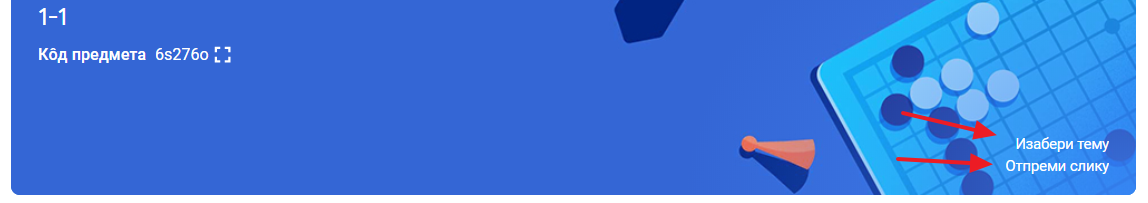 1-1
Кôд предмета 6s276o
Изабери тему
Отпреми слику